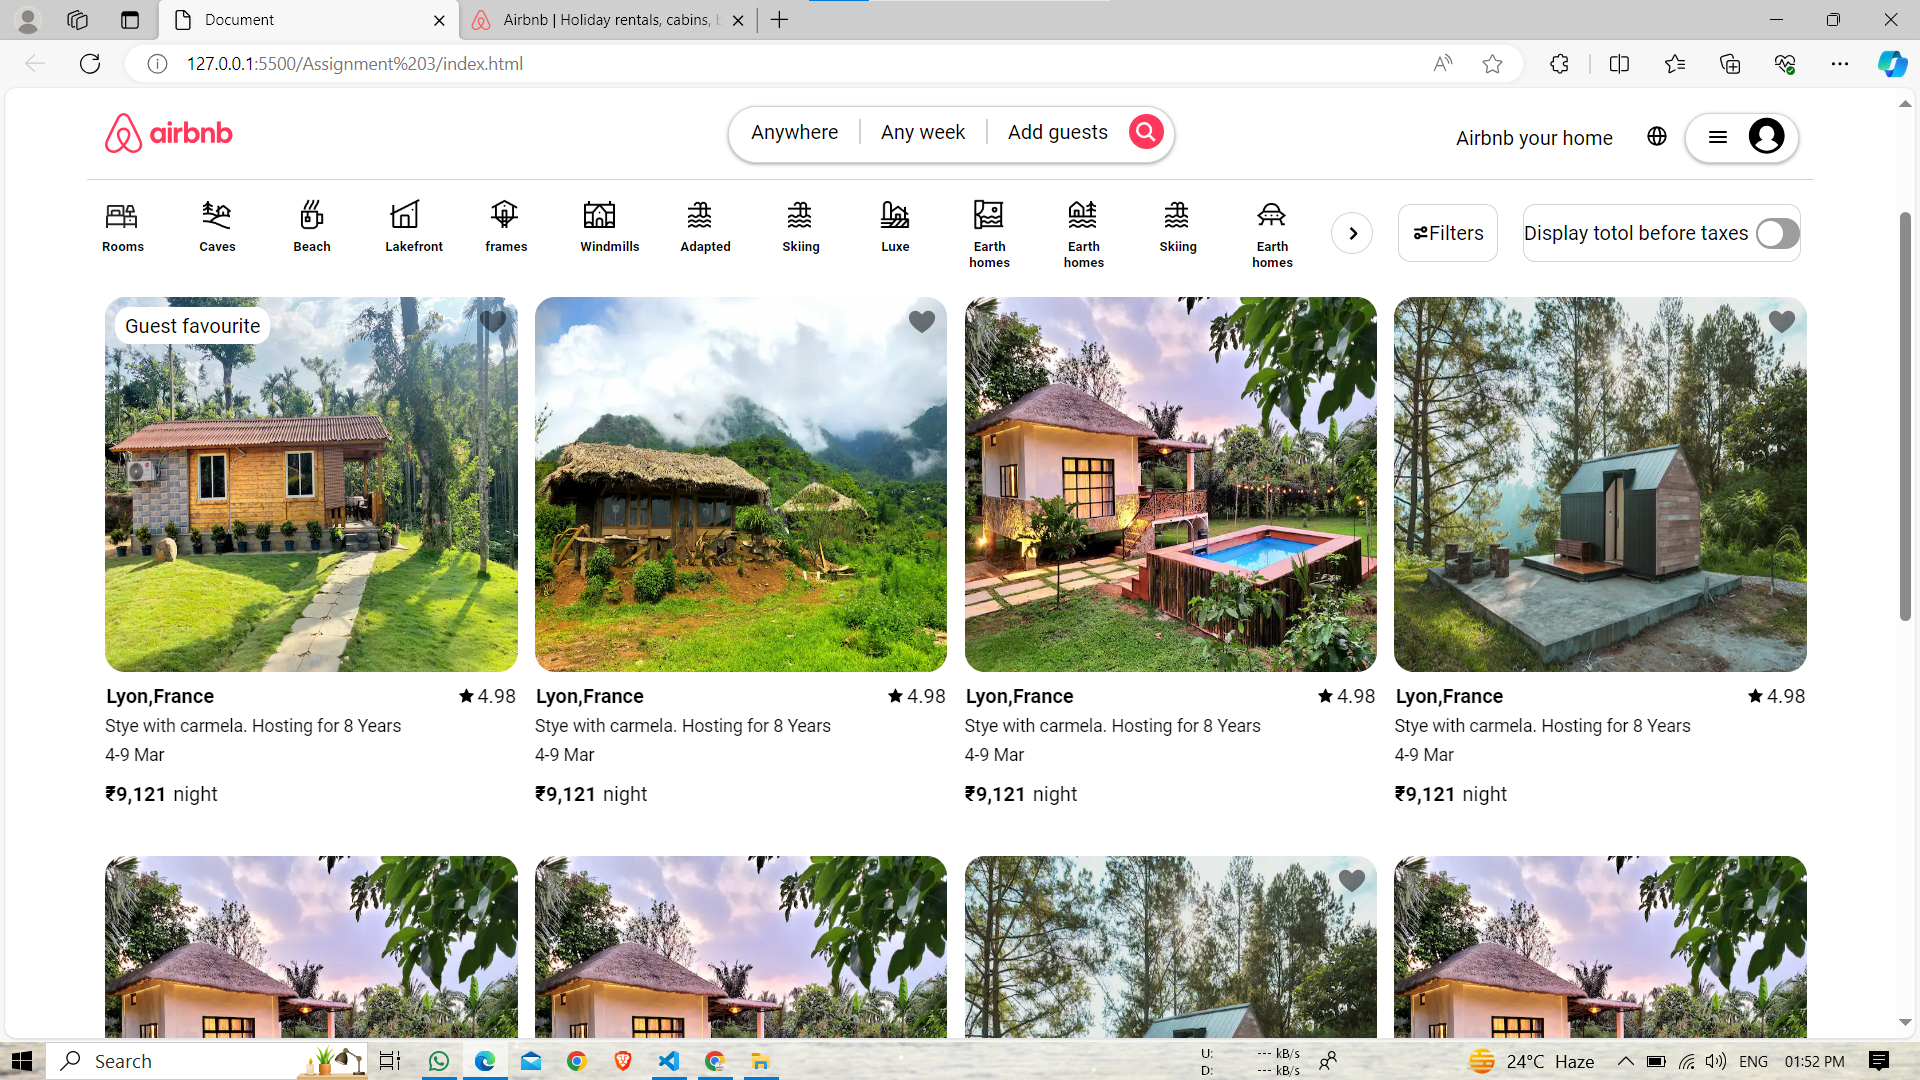 Document
Airbnb | Holiday rentals, cabins, b
127.0.0.1:5500/Assignment%203/index.html
airbnb
Anywhere
Any week
Add guests
Airbnb your home
Rooms
Caves
Beach
Lakefront
frames
Windmills
Adapted
Skiing
Luxe
Earth
homes
Earth
homes
Skiing
Earth
homes
Filters
Display totol before taxes
Guest favourite
Lyon,France
4.98
Stye with carmela. Hosting for 8 Years
4-9 Mar
₹9,121 night
Lyon,France
4.98
Stye with carmela. Hosting for 8 Years
4-9 Mar
₹9,121 night
Lyon,France
4.98
Stye with carmela. Hosting for 8 Years
4-9 Mar
₹9,121 night
Lyon,France
4.98
Stye with carmela. Hosting for 8 Years
4-9 Mar
₹9,121 night
Search
U: --- kB/s
D: --- kB/s
24°C Haze
ENG
01:52 PM